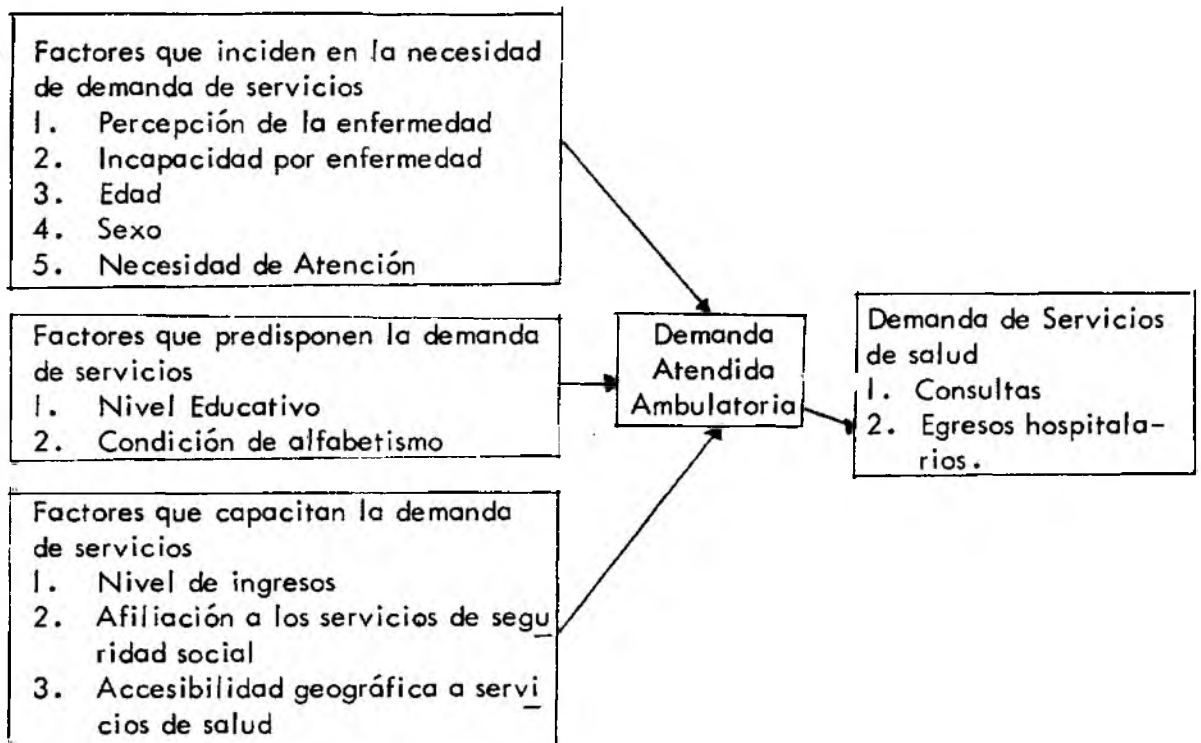 Factores que inciden en la necesidad
de demanda de servicios
1. Percepción de la enfermedad
2. Incapacidad por enfermedad
3. Edad
4. Sexo
5. Necesidad de Atención
Factores que predisponen la demanda
de servicios
1. Nivel Educativo
2. Condición de alfabetismo
Factores que capacitan la demanda
de servicios
1. Nivel de ingresos
2. Afiliación a los servicios de segu
ridad social
3. Accesibilidad geográfica a servi
cios de salud
Demanda
Atendida
Ambulatoria
Demanda de Servicios
de salud
1. Consultas
2. Egresos hospitala-
rios.